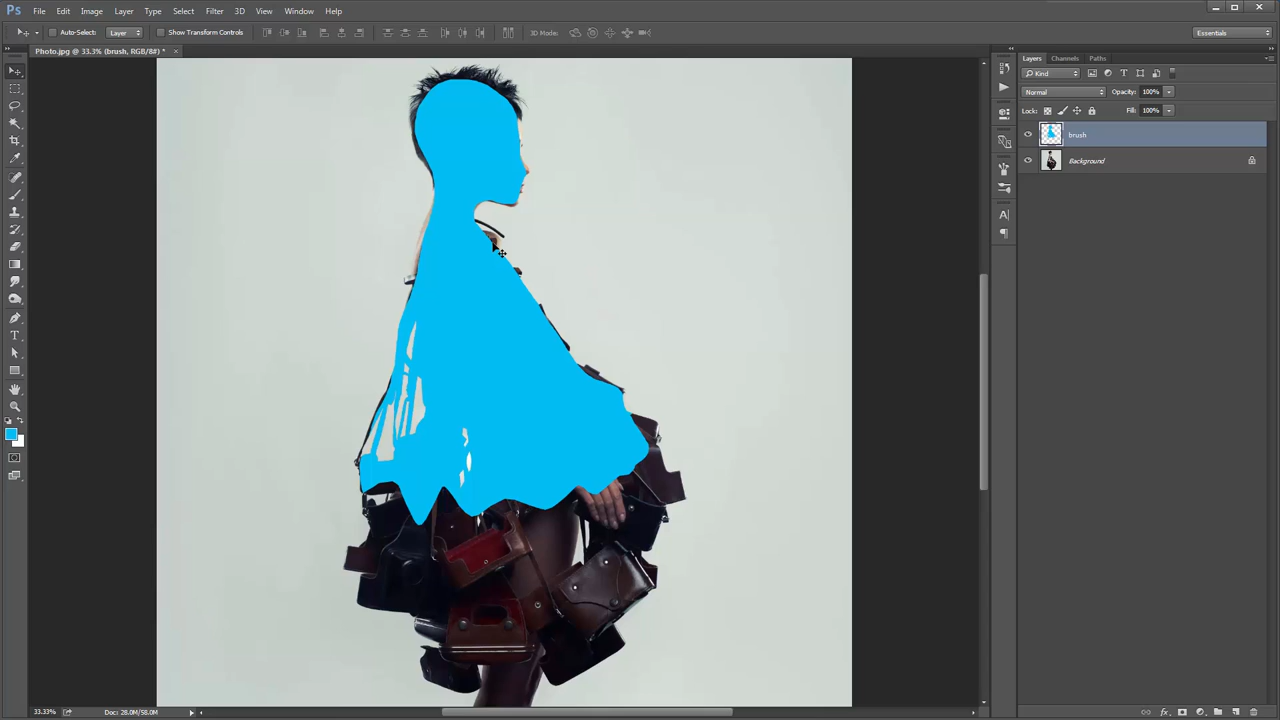 Ps File Edit Image Layer Type Select Filter 3D View Window Help
Auto-Select: Layer Show Transform Controls 3D Mode: Essentials
Photo.jpg @ 33.3% (brush, RGB/8#) * ×
Layers Channels Paths
Kind T
Normal Opacity: 100%
Lock: Fill: 100%
brush
Background
A
T
33.33% Doc: 28.0M/58.0M
fx